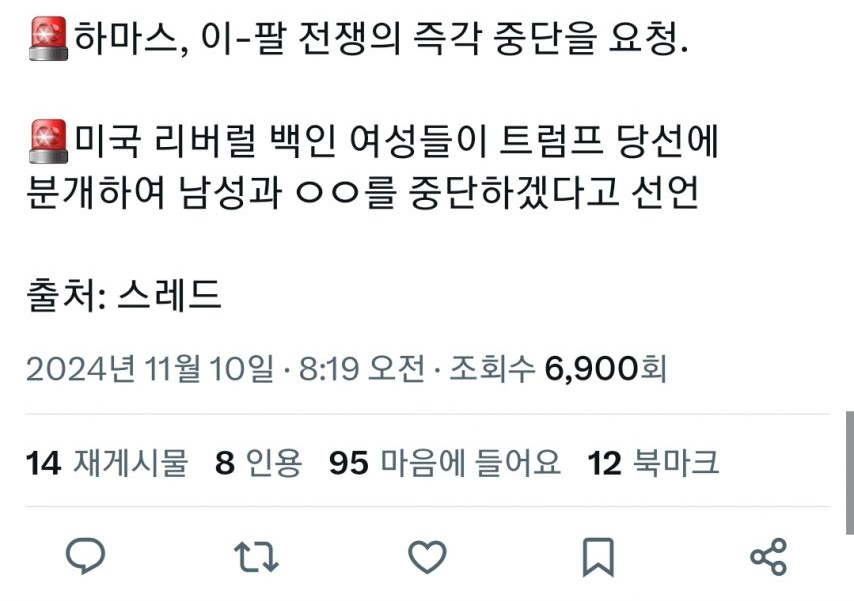 🚨하마스, 이-팔 전쟁의 즉각 중단을 요청.
🚨미국 리버럴 백인 여성들이 트럼프 당선에
분개하여 남성과 ㅇㅇ를 중단하겠다고 선언
출처: 스레드
2024년 11월 10일 · 8:19 오전 · 조회수 6,900회
14 재게시물 8 인용 95 마음에 들어요 12 북마크